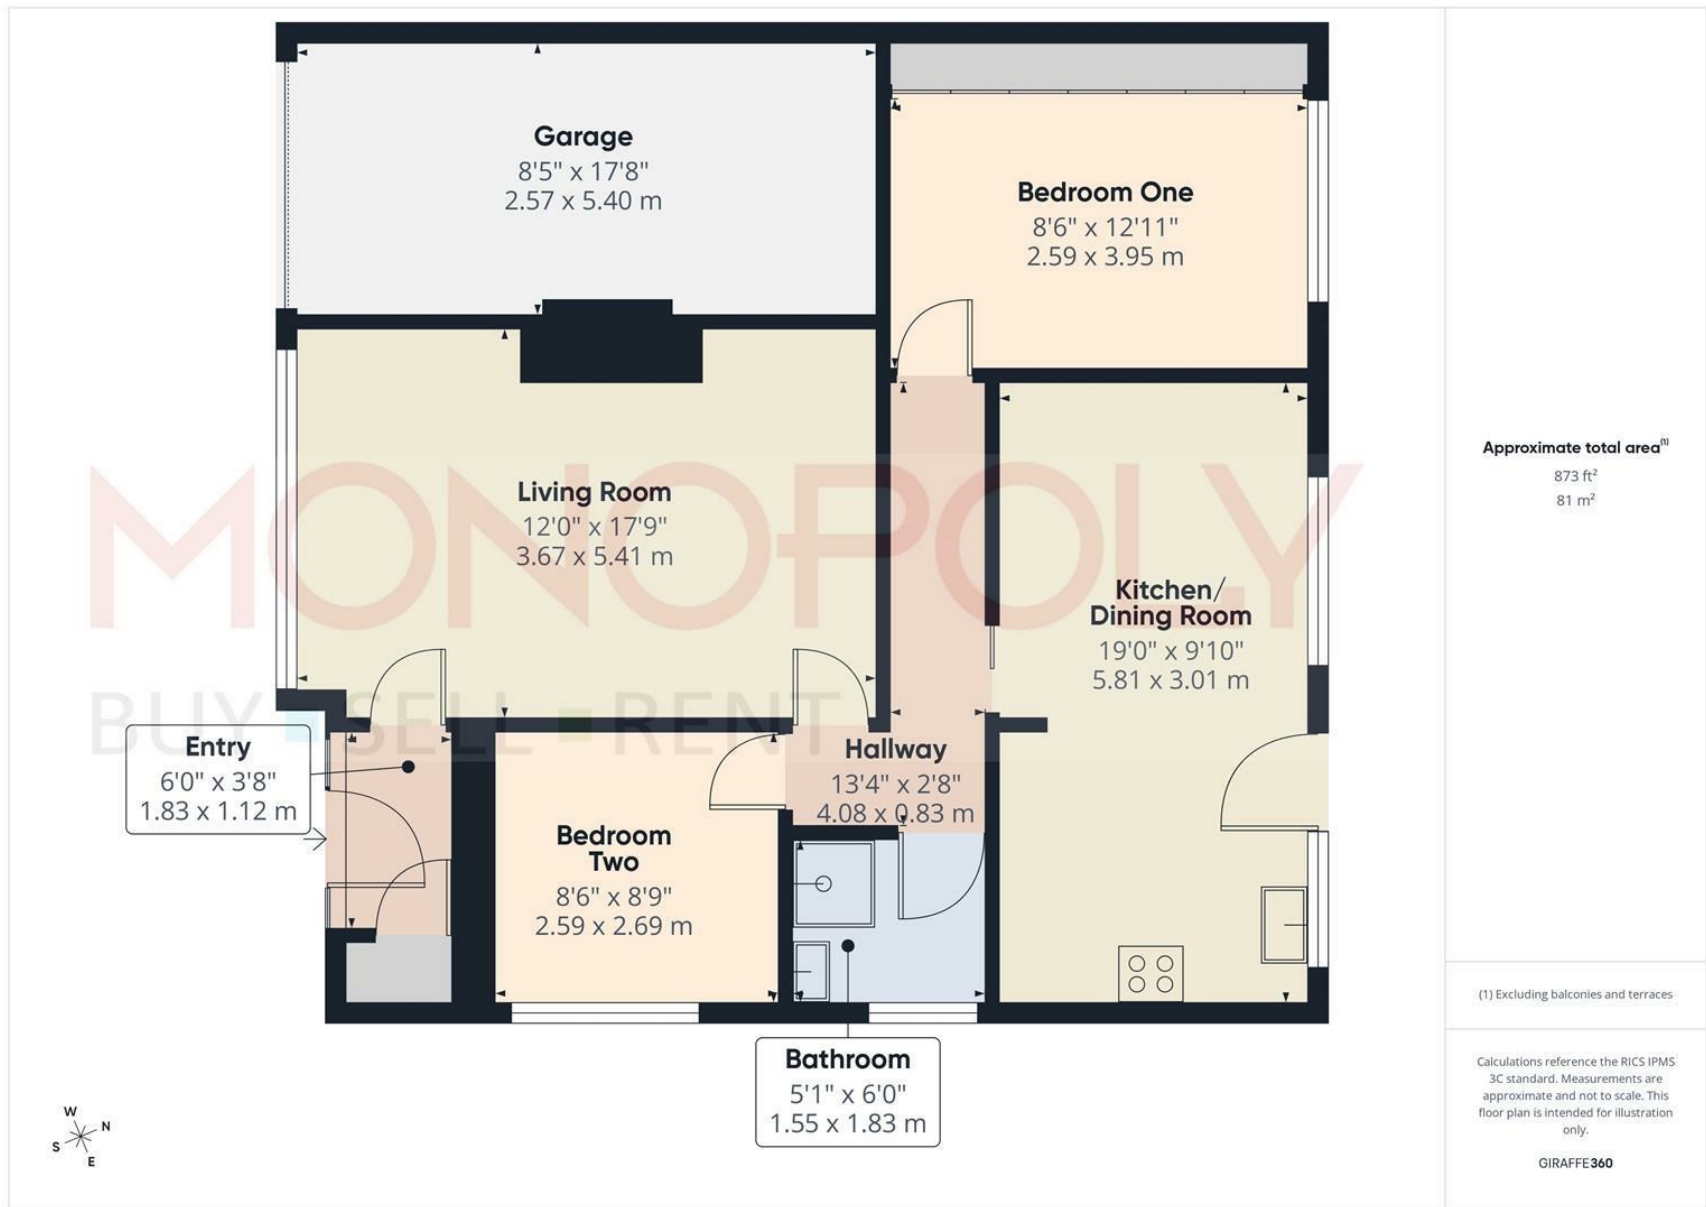 Garage
8'5" x 17'8"
2.57 x 5.40 m
Bedroom One
8'6" x 12'11"
2.59 x 3.95 m
Approximate total area(1)
873 ft²
81 m²
MONOPOLY
BUY SELL RENT
Living Room
12'0" x 17'9"
3.67 x 5.41 m
Kitchen/
Dining Room
19'0" x 9'10"
5.81 x 3.01 m
Entry
6'0" x 3'8"
1.83 x 1.12 m
Hallway
13'4" x 2'8"
4.08 x 0.83 m
Bedroom
Two
8'6" x 8'9"
2.59 x 2.69 m
Bathroom
5'1" x 6'0"
1.55 x 1.83 m
(1) Excluding balconies and terraces
Calculations reference the RICS IPMS
3C standard. Measurements are
approximate and not to scale. This
floor plan is intended for illustration
only.
GIRAFFE360
W
N
S
E